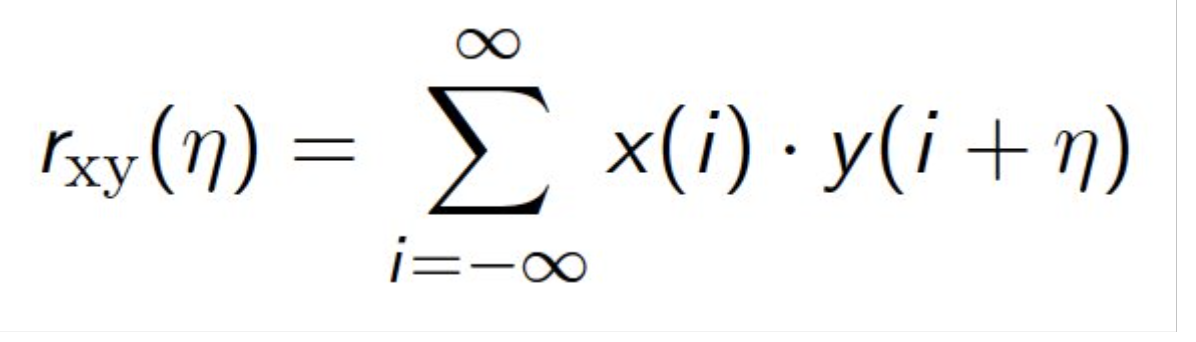 r_xy(η) = ∑_{i=−∞}^{∞} x(i) · y(i + η)